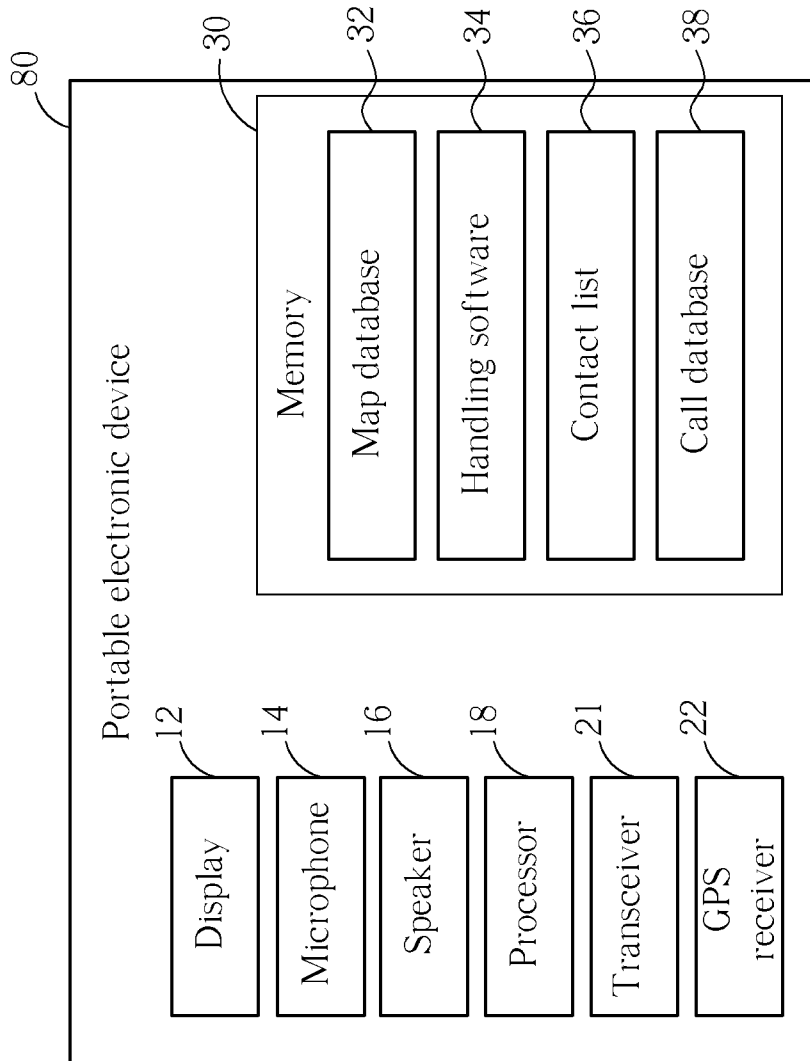 80
Portable electronic device
Display
12
Microphone
14
Speaker
16
Processor
18
Transceiver
21
GPS
receiver
22
30
Memory
Map database
32
Handling software
34
Contact list
36
Call database
38